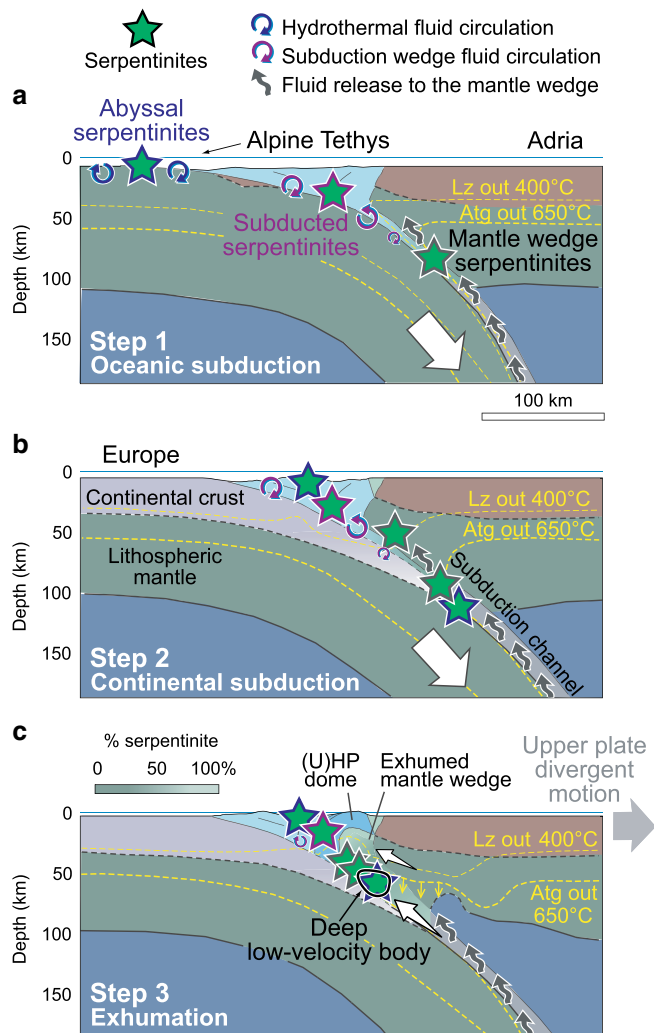 Serpentinites
Hydrothermal fluid circulation
Subduction wedge fluid circulation
Fluid release to the mantle wedge
a
Abyssal
serpentinites
Alpine Tethys
Adria
0
50
100
150
Depth (km)
Lz out 400°C
Atg out 650°C
Subducted
serpentinites
Mantle wedge
serpentinites
Step 1
Oceanic subduction
100 km
b
Europe
0
50
100
150
Depth (km)
Continental crust
Lz out 400°C
Atg out 650°C
Lithospheric
mantle
Subduction channel
Step 2
Continental subduction
c
% serpentinite
0
50
100%
(U)HP
dome
Exhumed
mantle wedge
Upper plate
divergent
motion
0
50
100
150
Depth (km)
Lz out 400°C
Atg out
650°C
Deep
low-velocity body
Step 3
Exhumation